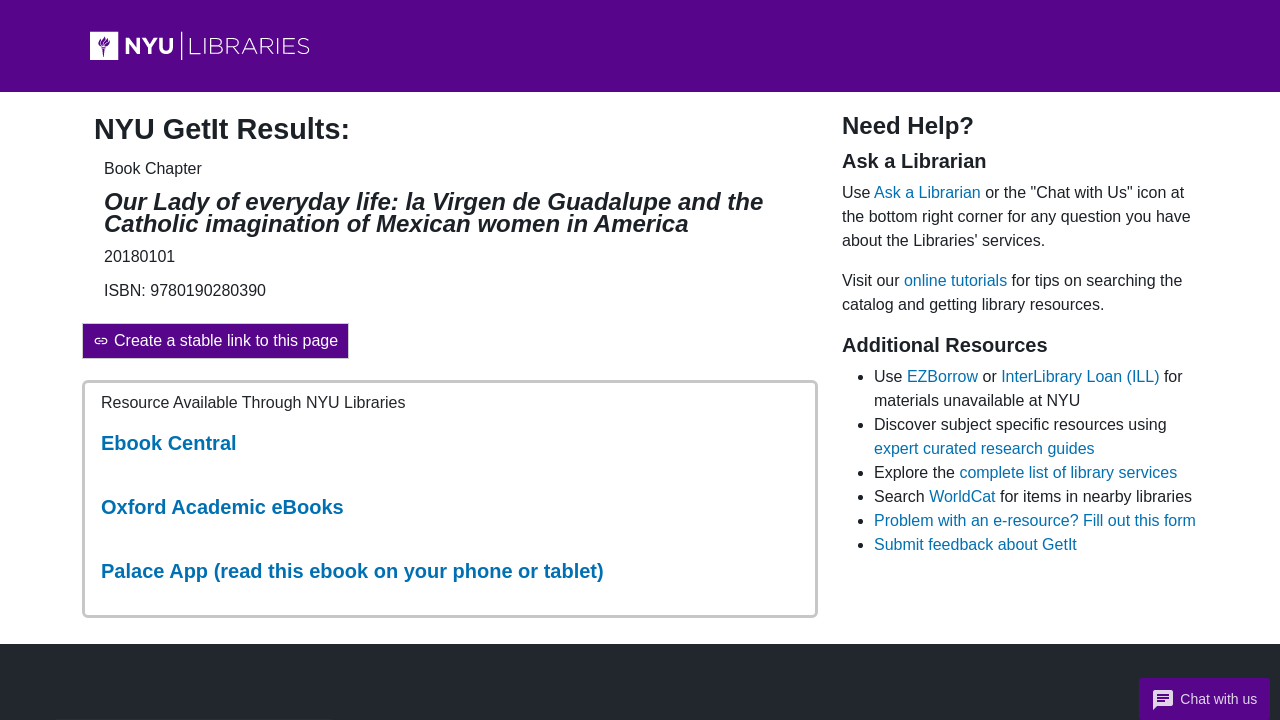 NYU LIBRARIES
NYU GetIt Results:
Book Chapter
Our Lady of everyday life: la Virgen de Guadalupe and the
Catholic imagination of Mexican women in America
20180101
ISBN: 9780190280390
Create a stable link to this page
Resource Available Through NYU Libraries
Ebook Central
Oxford Academic eBooks
Palace App (read this ebook on your phone or tablet)
Need Help?
Ask a Librarian
Use Ask a Librarian or the "Chat with Us" icon at
the bottom right corner for any question you have
about the Libraries' services.
Visit our online tutorials for tips on searching the
catalog and getting library resources.
Additional Resources
Use EZBorrow or InterLibrary Loan (ILL) for
materials unavailable at NYU
Discover subject specific resources using
expert curated research guides
Explore the complete list of library services
Search WorldCat for items in nearby libraries
Problem with an e-resource? Fill out this form
Submit feedback about GetIt
Chat with us